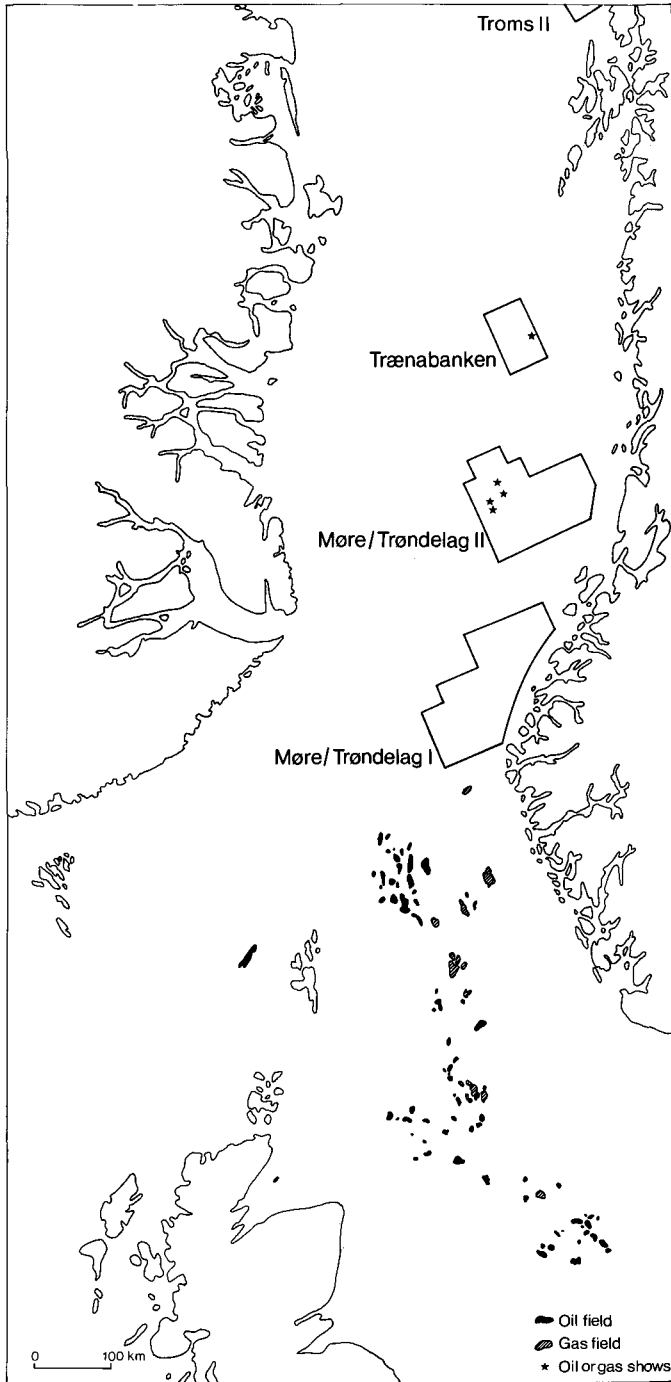 Troms II
Trænabanken
Møre/Trøndelag II
Møre/Trøndelag I
Oil field
Gas field
Oil or gas shows
0 100 km